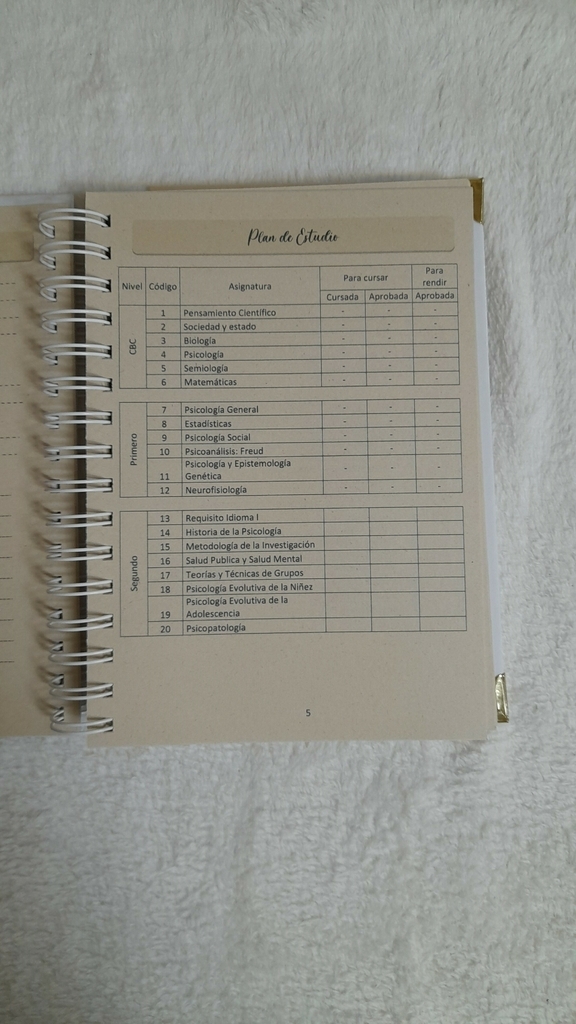 Plan de Estudio
Nivel Código Asignatura Para cursar Para rendir
Cursada Aprobada Aprobada
CBC
1 Pensamiento Científico - - -
2 Sociedad y estado - - -
3 Biología - - -
4 Psicología - - -
5 Semiología - - -
6 Matemáticas - - -
Primero
7 Psicología General - - -
8 Estadísticas - - -
9 Psicología Social - - -
10 Psicoanálisis: Freud - - -
Psicología y Epistemología
11 Genética - - -
12 Neurofisiología - - -
Segundo
13 Requisito Idioma I
14 Historia de la Psicología
15 Metodología de la Investigación
16 Salud Publica y Salud Mental
17 Teorías y Técnicas de Grupos
18 Psicología Evolutiva de la Niñez
Psicología Evolutiva de la
19 Adolescencia
20 Psicopatología
5